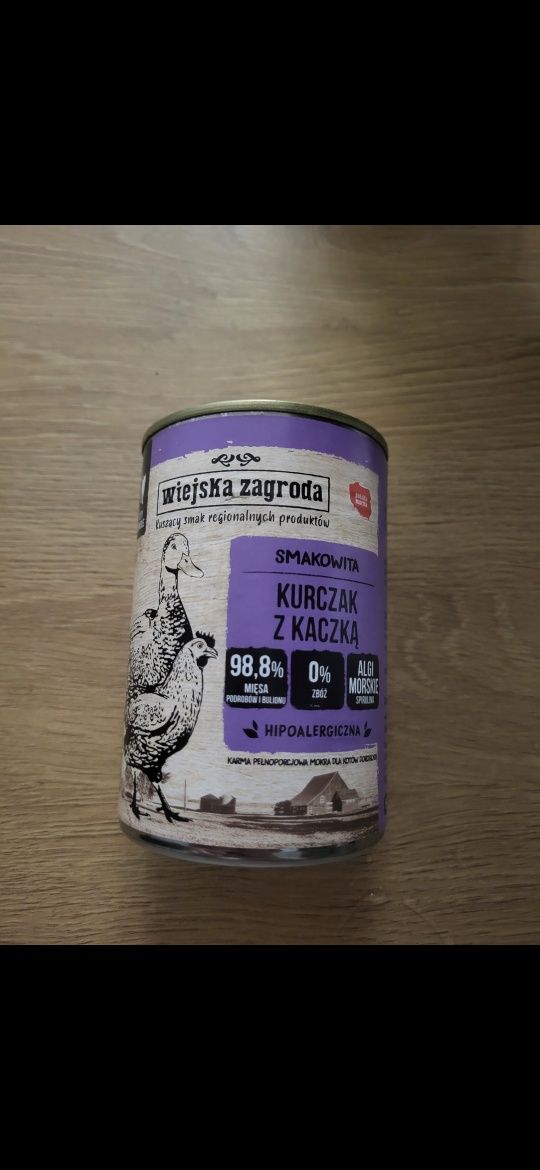 wiejska zagroda
Kuszący smak regionalnych produktów
SMAKOWITA
KURCZAK
Z KACZKĄ
98,8%
MIĘSA
PODROBÓW I BULIONU
0%
ZBÓŻ
ALGI
MORSKIE
SPIRULINA
HIPOALERGICZNA
KARMA PEŁNOPORCJOWA MOKRA DLA KOTÓW